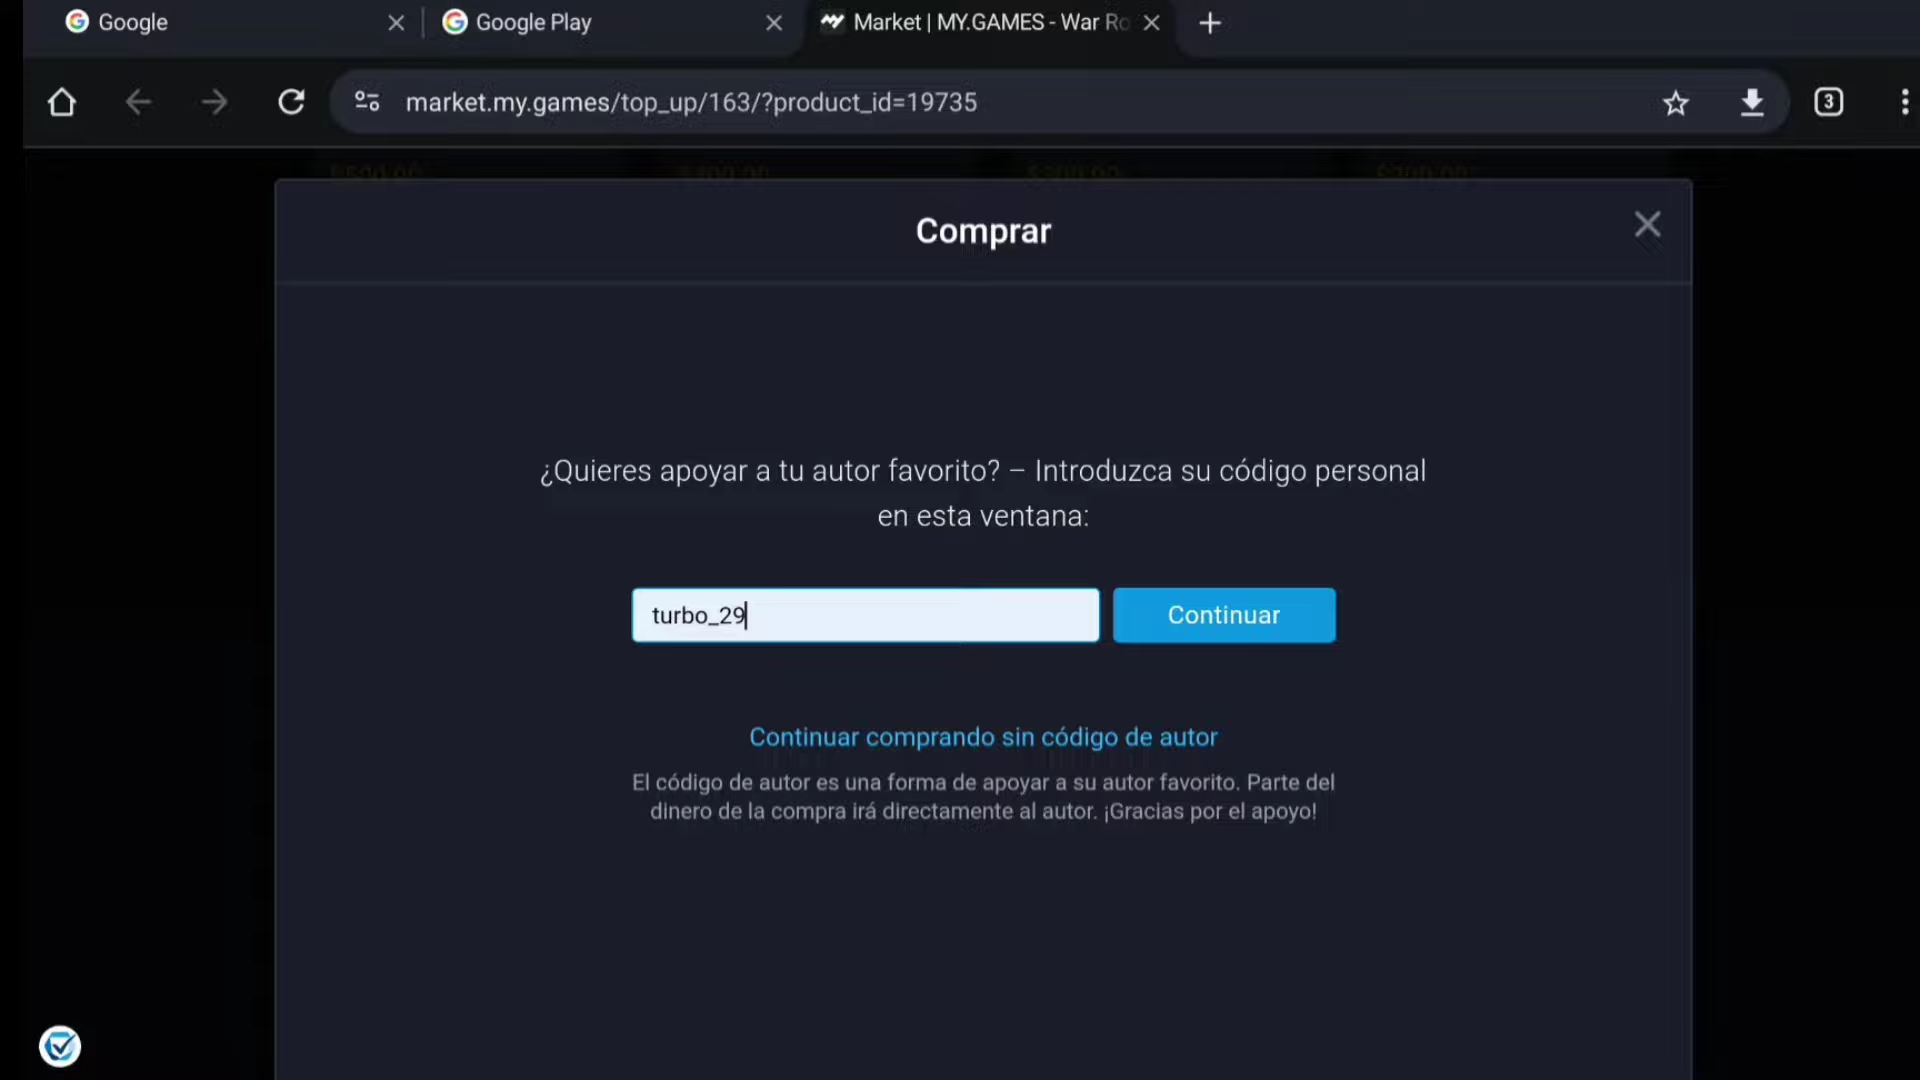 Google
Google Play
Market | MY.GAMES - War Ro
market.my.games/top_up/163/?product_id=19735
3
Comprar
¿Quieres apoyar a tu autor favorito? – Introduzca su código personal
en esta ventana:
turbo_29
Continuar
Continuar comprando sin código de autor
El código de autor es una forma de apoyar a su autor favorito. Parte del
dinero de la compra irá directamente al autor. ¡Gracias por el apoyo!